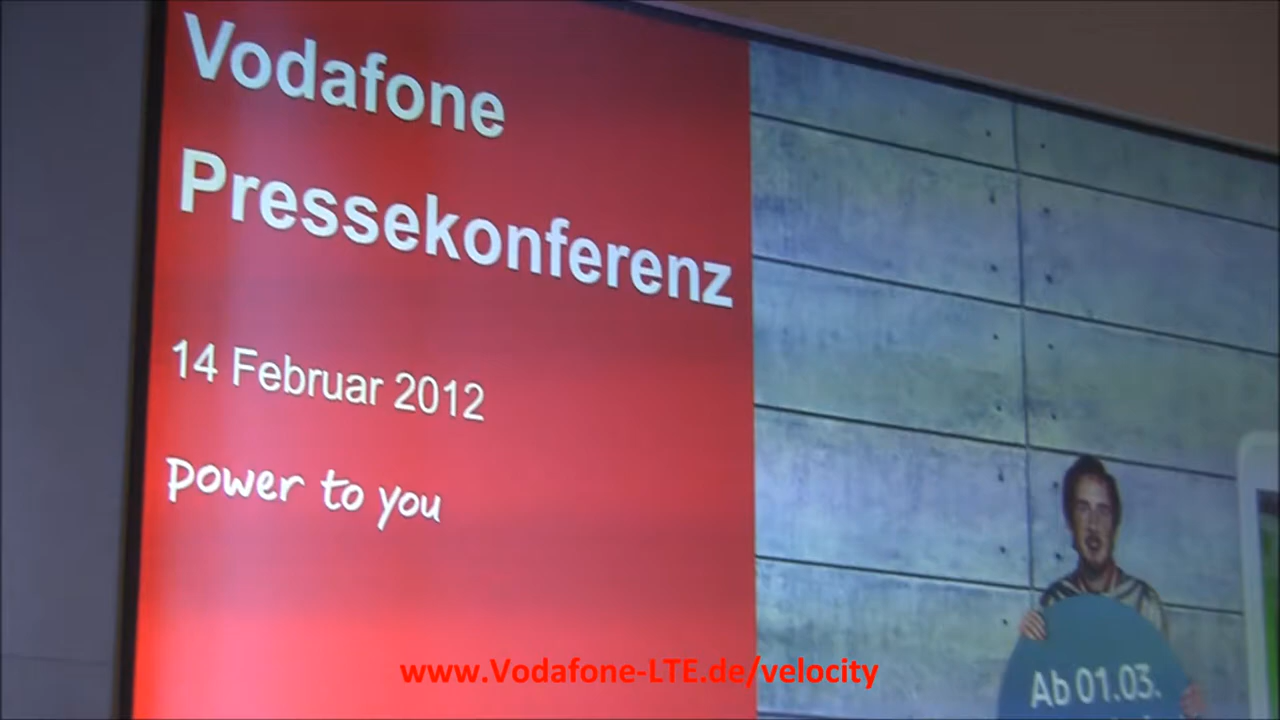 Vodafone
Pressekonferenz
14 Februar 2012
power to you
Ab 01.03.
www.Vodafone-LTE.de/velocity